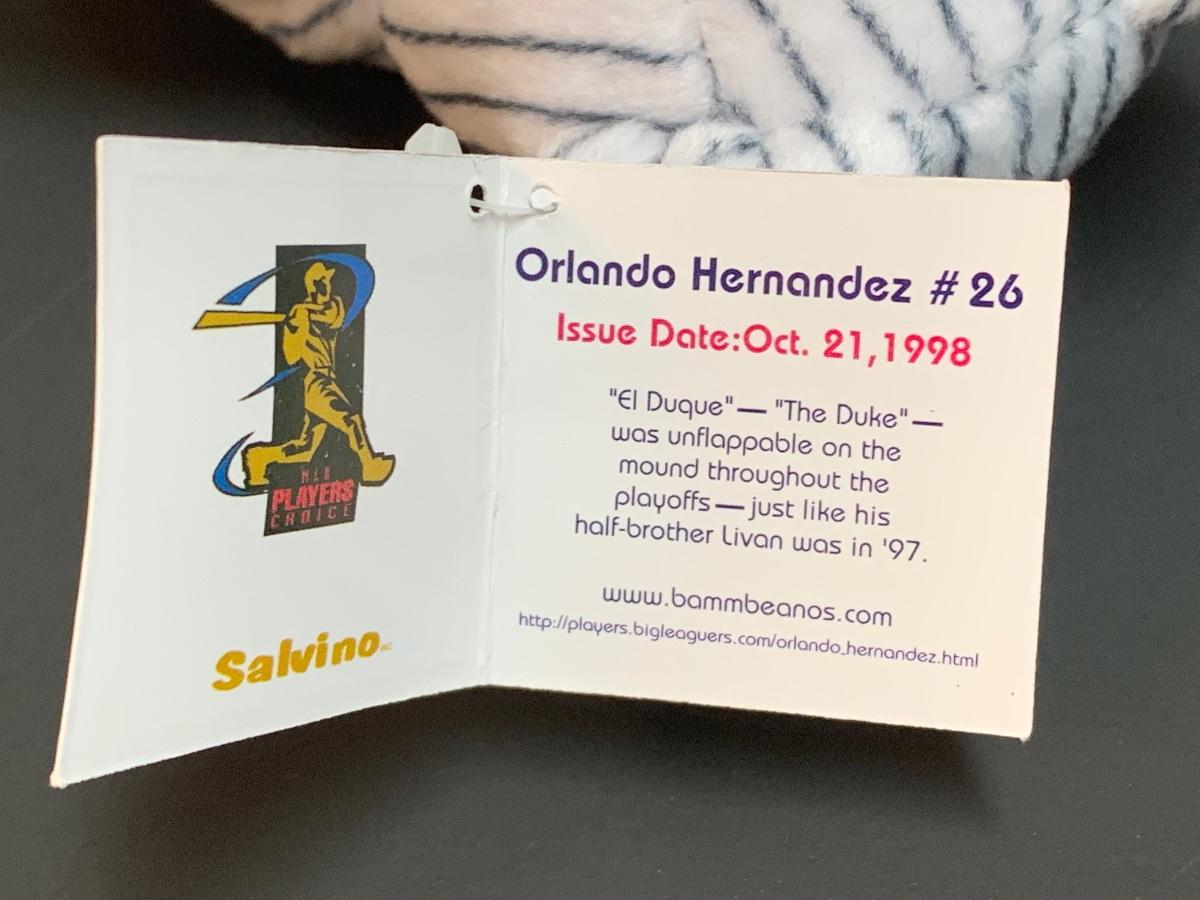 MLB
PLAYERS
CHOICE
Salvino
Orlando Hernandez # 26
Issue Date:Oct. 21,1998
"El Duque"— "The Duke"—
was unflappable on the
mound throughout the
playoffs—just like his
half-brother Livan was in '97.
www.bammbeanos.com
http://players.bigleaguers.com/orlando_hernandez.html